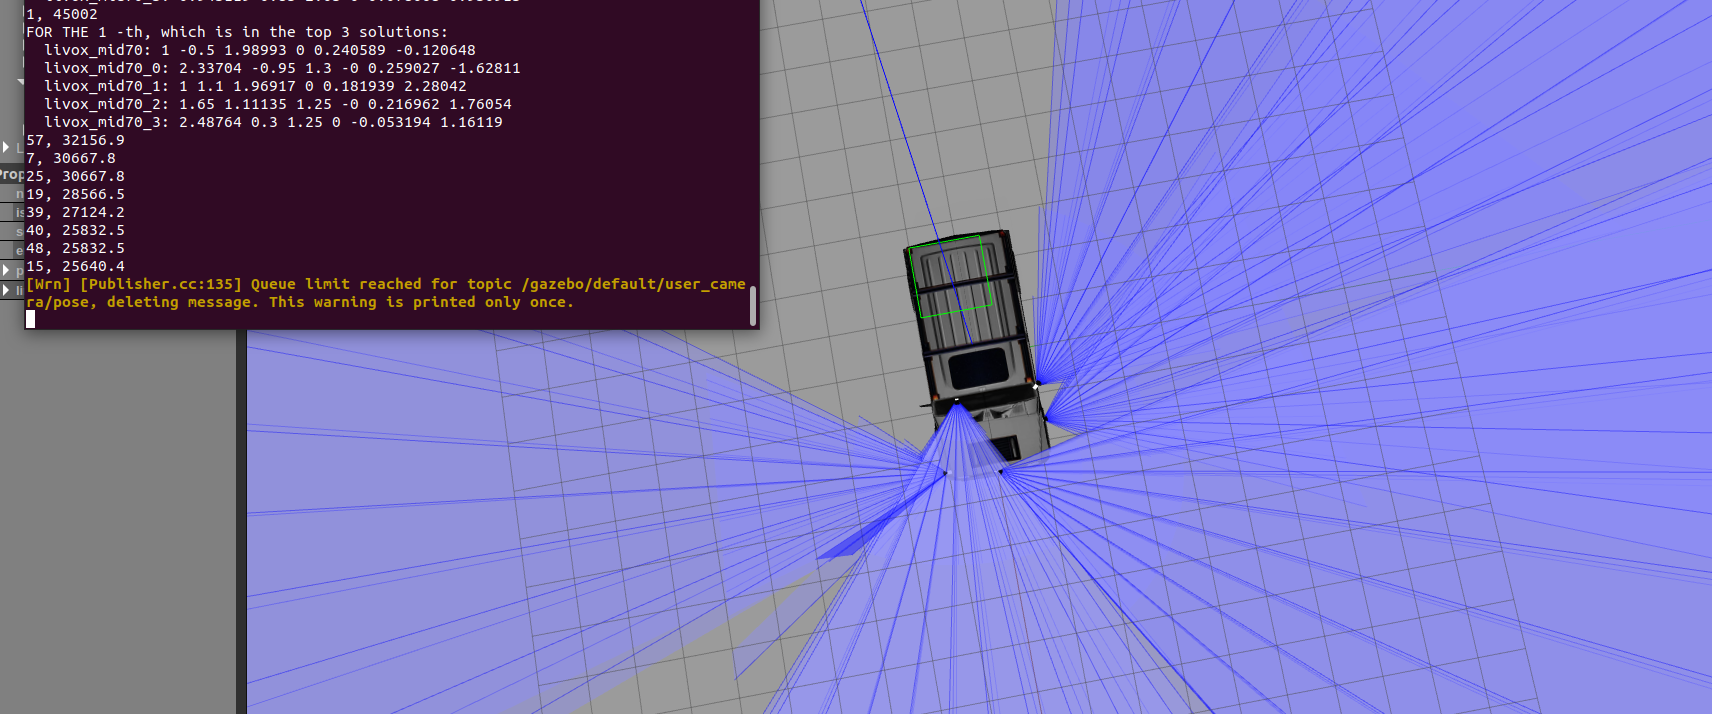 1, 45002
FOR THE 1 -th, which is in the top 3 solutions:
livox_mid70: 1 -0.5 1.98993 0 0.240589 -0.120648
livox_mid70_0: 2.33704 -0.95 1.3 -0 0.259027 -1.62811
livox_mid70_1: 1 1.1 1.96917 0 0.181939 2.28042
livox_mid70_2: 1.65 1.11135 1.25 -0 0.216962 1.76054
livox_mid70_3: 2.48764 0.3 1.25 0 -0.053194 1.16119
57, 32156.9
7, 30667.8
25, 30667.8
19, 28566.5
39, 27124.2
40, 25832.5
48, 25832.5
15, 25640.4
[Wrn] [Publisher.cc:135] Queue limit reached for topic /gazebo/default/user_came
ra/pose, deleting message. This warning is printed only once.
L
Prop
n
is
s
e
p
li